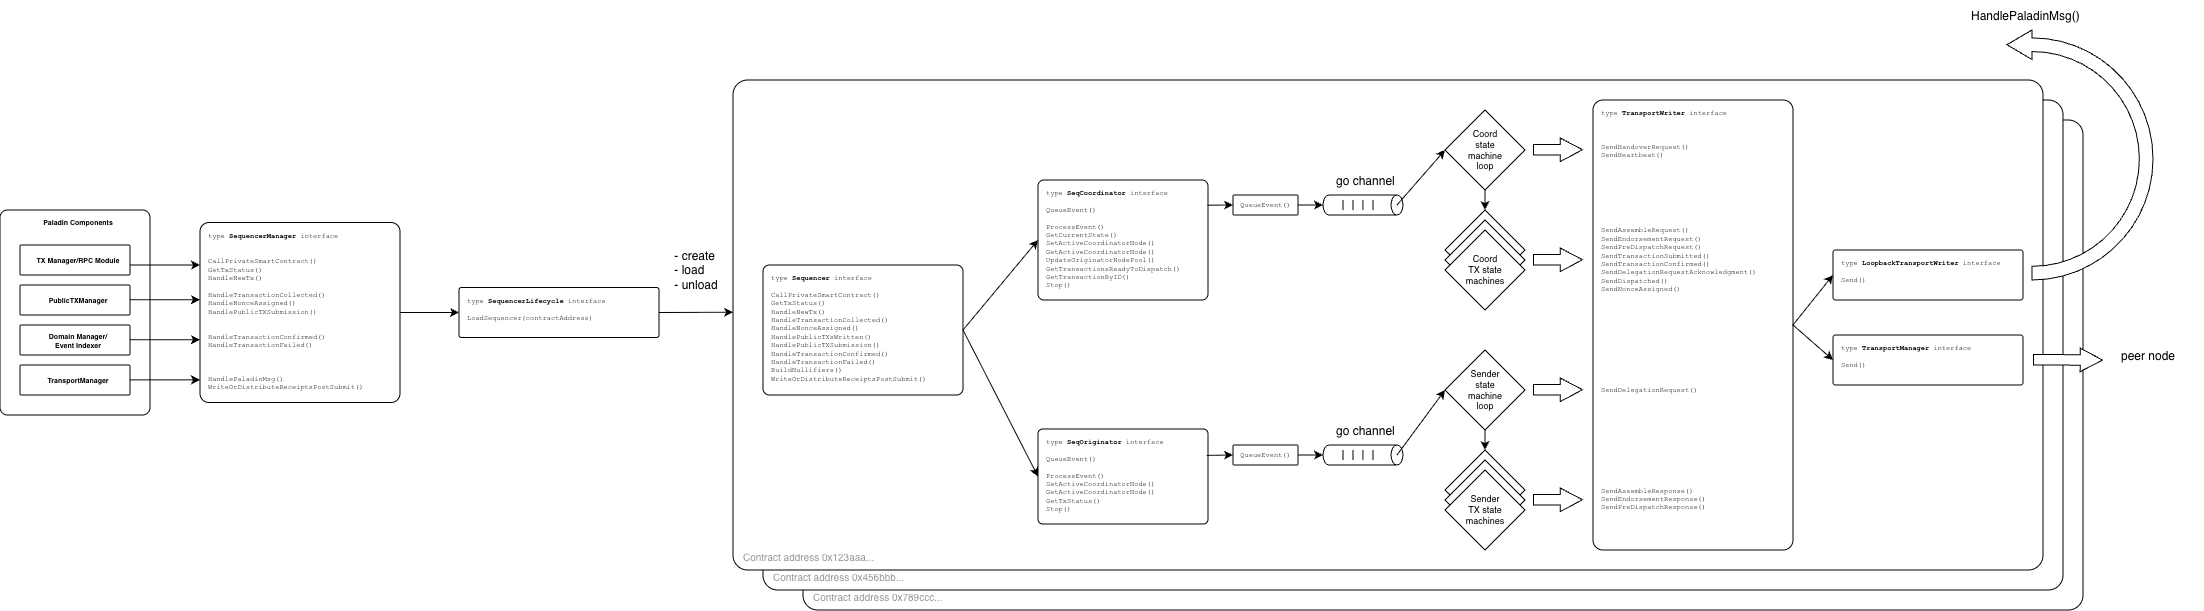 HandlePaladinMsg()
Paladin Components
TX Manager/RPC Module
PublicTXManager
Domain Manager/
Event Indexer
TransportManager
type SequencerManager interface
CallPrivateSmartContract()
GetTxStatus()
HandleNewTx()
HandleTransactionCollected()
HandleNonceAssigned()
HandlePublicTXSubmission()
HandleTransactionConfirmed()
HandleTransactionFailed()
HandlePaladinMsg()
WriteOrDistributeReceiptsPostSubmit()
type SequencerLifecycle interface
LoadSequencer(contractAddress)
- create
- load
- unload
type Sequencer interface
CallPrivateSmartContract()
GetTxStatus()
HandleNewTx()
HandleTransactionCollected()
HandleNonceAssigned()
HandlePublicTXsWritten()
HandlePublicTXSubmission()
HandleTransactionConfirmed()
HandleTransactionFailed()
BuildNullifiers()
WriteOrDistributeReceiptsPostSubmit()
type SeqCoordinator interface
QueueEvent()
ProcessEvent()
GetCurrentState()
SetActiveCoordinatorNode()
GetActiveCoordinatorNode()
UpdateOriginatorNodePool()
GetTransactionsReadyToDispatch()
GetTransactionByID()
Stop()
QueueEvent()
go channel
Coord
state
machine
loop
Coord
TX state
machines
type SeqOriginator interface
QueueEvent()
ProcessEvent()
SetActiveCoordinatorNode()
GetActiveCoordinatorNode()
GetTxStatus()
Stop()
QueueEvent()
go channel
Sender
state
machine
loop
Sender
TX state
machines
type TransportWriter interface
SendHandoverRequest()
SendHeartbeat()
SendAssembleRequest()
SendEndorsementRequest()
SendPreDispatchRequest()
SendTransactionSubmitted()
SendTransactionConfirmed()
SendDelegationRequestAcknowledgment()
SendDispatched()
SendNonceAssigned()
SendDelegationRequest()
SendAssembleResponse()
SendEndorsementResponse()
SendPreDispatchResponse()
type LoopbackTransportWriter interface
Send()
type TransportManager interface
Send()
peer node
Contract address 0x123aaa...
Contract address 0x456bbb...
Contract address 0x789ccc...